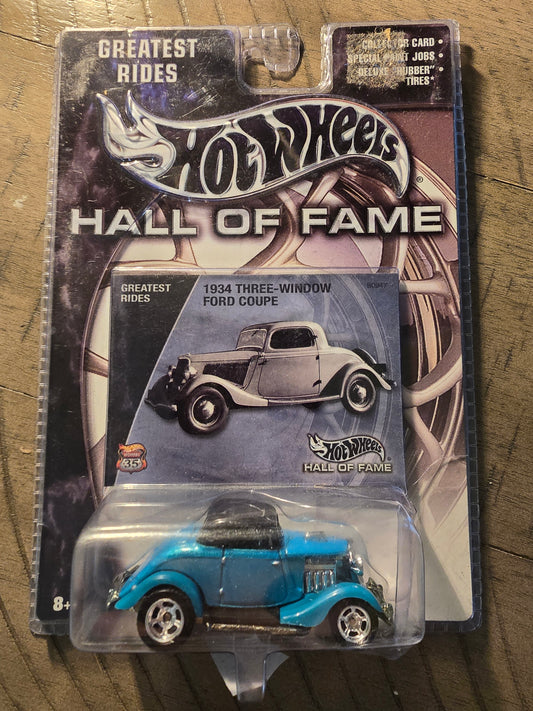 GREATEST
RIDES
COLLECTOR CARD •
SPECIAL PAINT JOBS •
DELUXE "RUBBER" •
TIRES*
HOT WHEELS
®
HALL OF FAME
GREATEST
RIDES
1934 THREE-WINDOW
FORD COUPE
35
HOT WHEELS
HALL OF FAME
8+